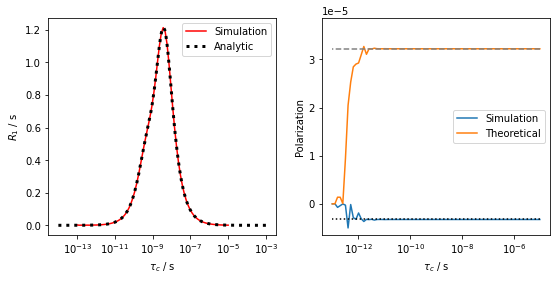 1.2
1.0
0.8
0.6
0.4
0.2
0.0
R₁ / s
Simulation
Analytic
10⁻¹³ 10⁻¹¹ 10⁻⁹ 10⁻⁷ 10⁻⁵ 10⁻³
τ_c / s
1e−5
3
2
1
0
Polarization
Simulation
Theoretical
10⁻¹² 10⁻¹⁰ 10⁻⁸ 10⁻⁶
τ_c / s